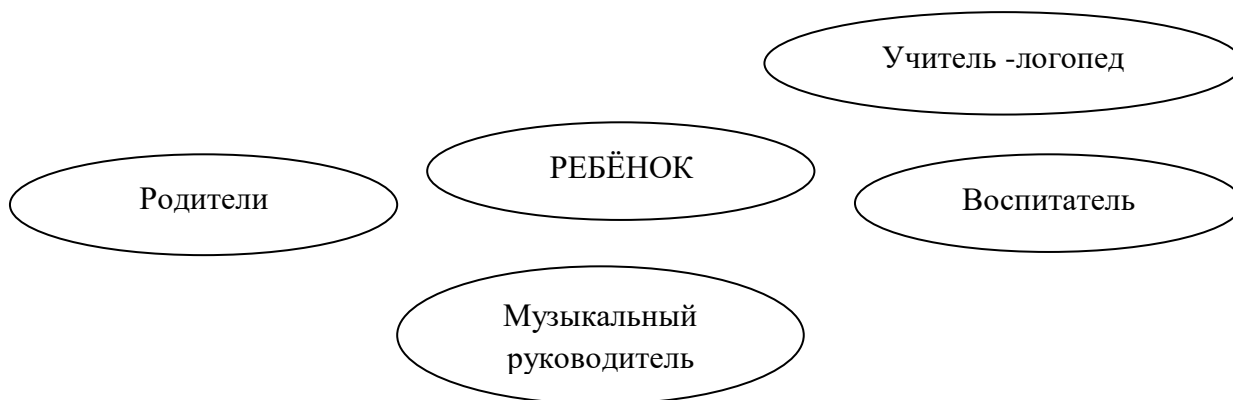 Учитель -логопед
РЕБЁНОК
Родители
Воспитатель
Музыкальный
руководитель